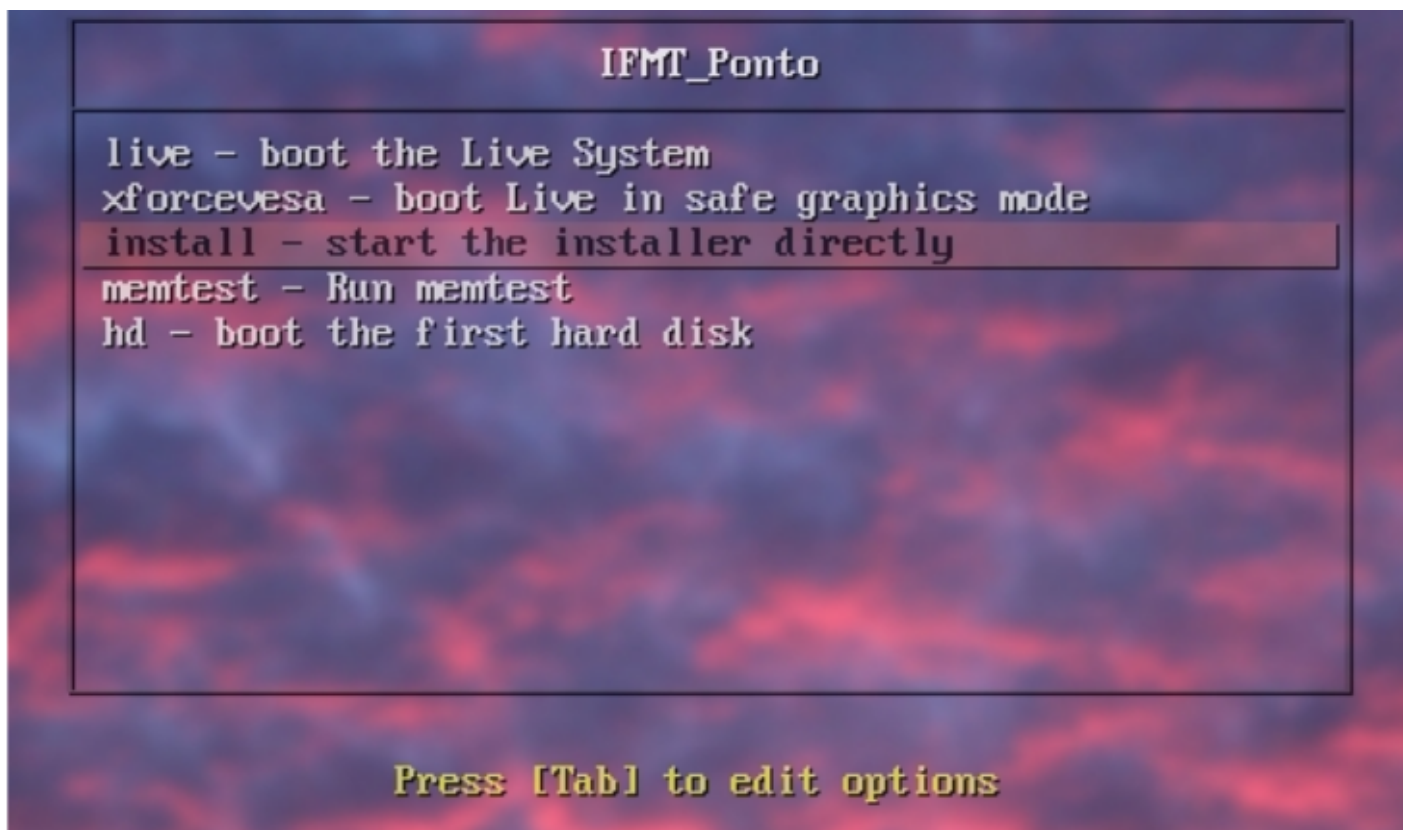 IFMT_Ponto
live - boot the Live System
xforcevesa - boot Live in safe graphics mode
install - start the installer directly
memtest - Run memtest
hd - boot the first hard disk
Press [Tab] to edit options